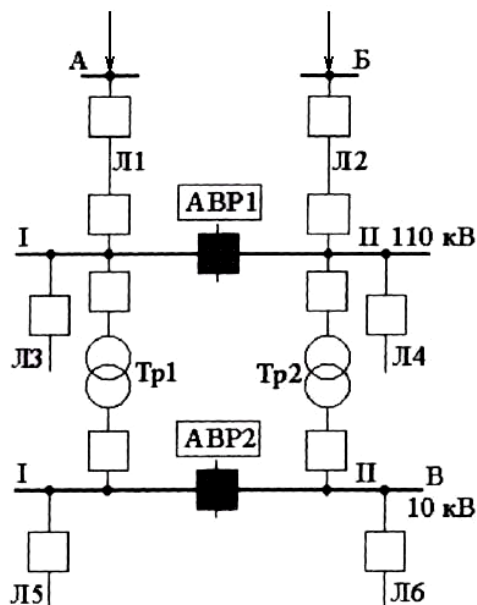 А Б
Л1 Л2
АВР1
I II 110 кВ
Л3 Л4
Тр1 Тр2
АВР2
I II В
10 кВ
Л5 Л6